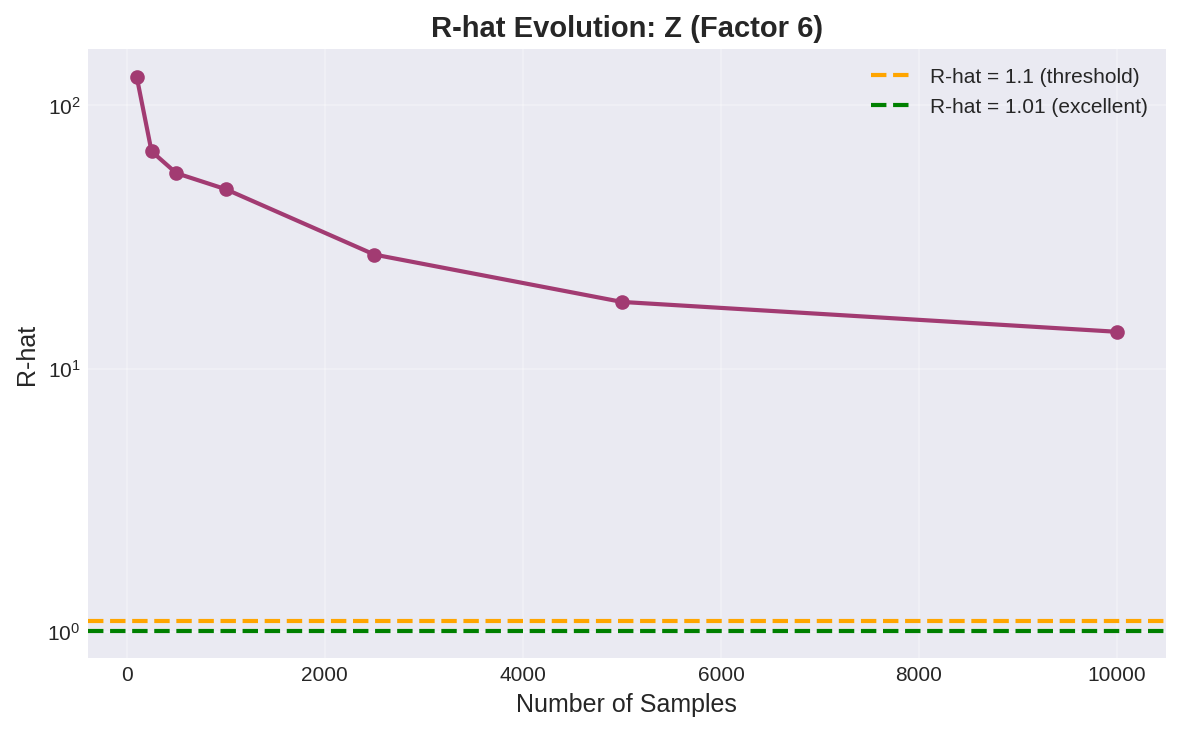 R-hat Evolution: Z (Factor 6)
R-hat = 1.1 (threshold)
R-hat = 1.01 (excellent)
10²
10¹
10⁰
R-hat
0 2000 4000 6000 8000 10000
Number of Samples